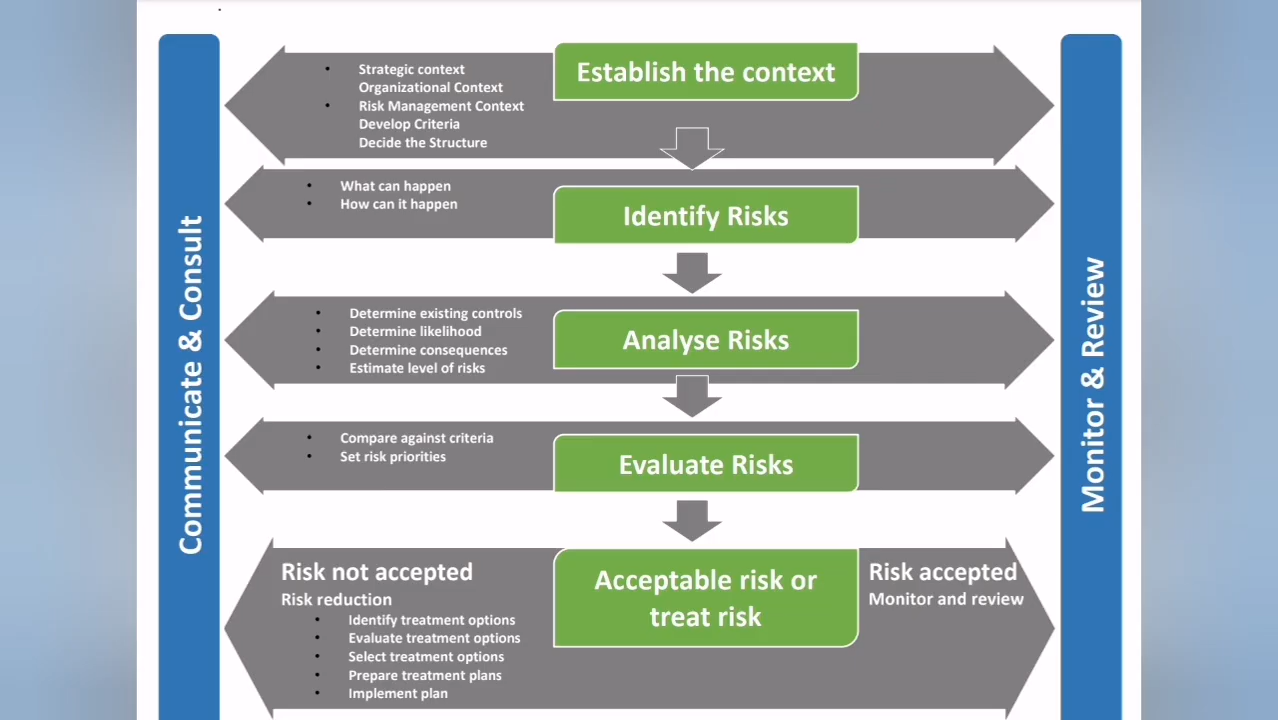 Communicate & Consult
Establish the context
• Strategic context
Organizational Context
• Risk Management Context
Develop Criteria
Decide the Structure
Identify Risks
• What can happen
• How can it happen
Analyse Risks
• Determine existing controls
• Determine likelihood
• Determine consequences
• Estimate level of risks
Evaluate Risks
• Compare against criteria
• Set risk priorities
Acceptable risk or
treat risk
Risk not accepted
Risk reduction
• Identify treatment options
• Evaluate treatment options
• Select treatment options
• Prepare treatment plans
• Implement plan
Risk accepted
Monitor and review
Monitor & Review